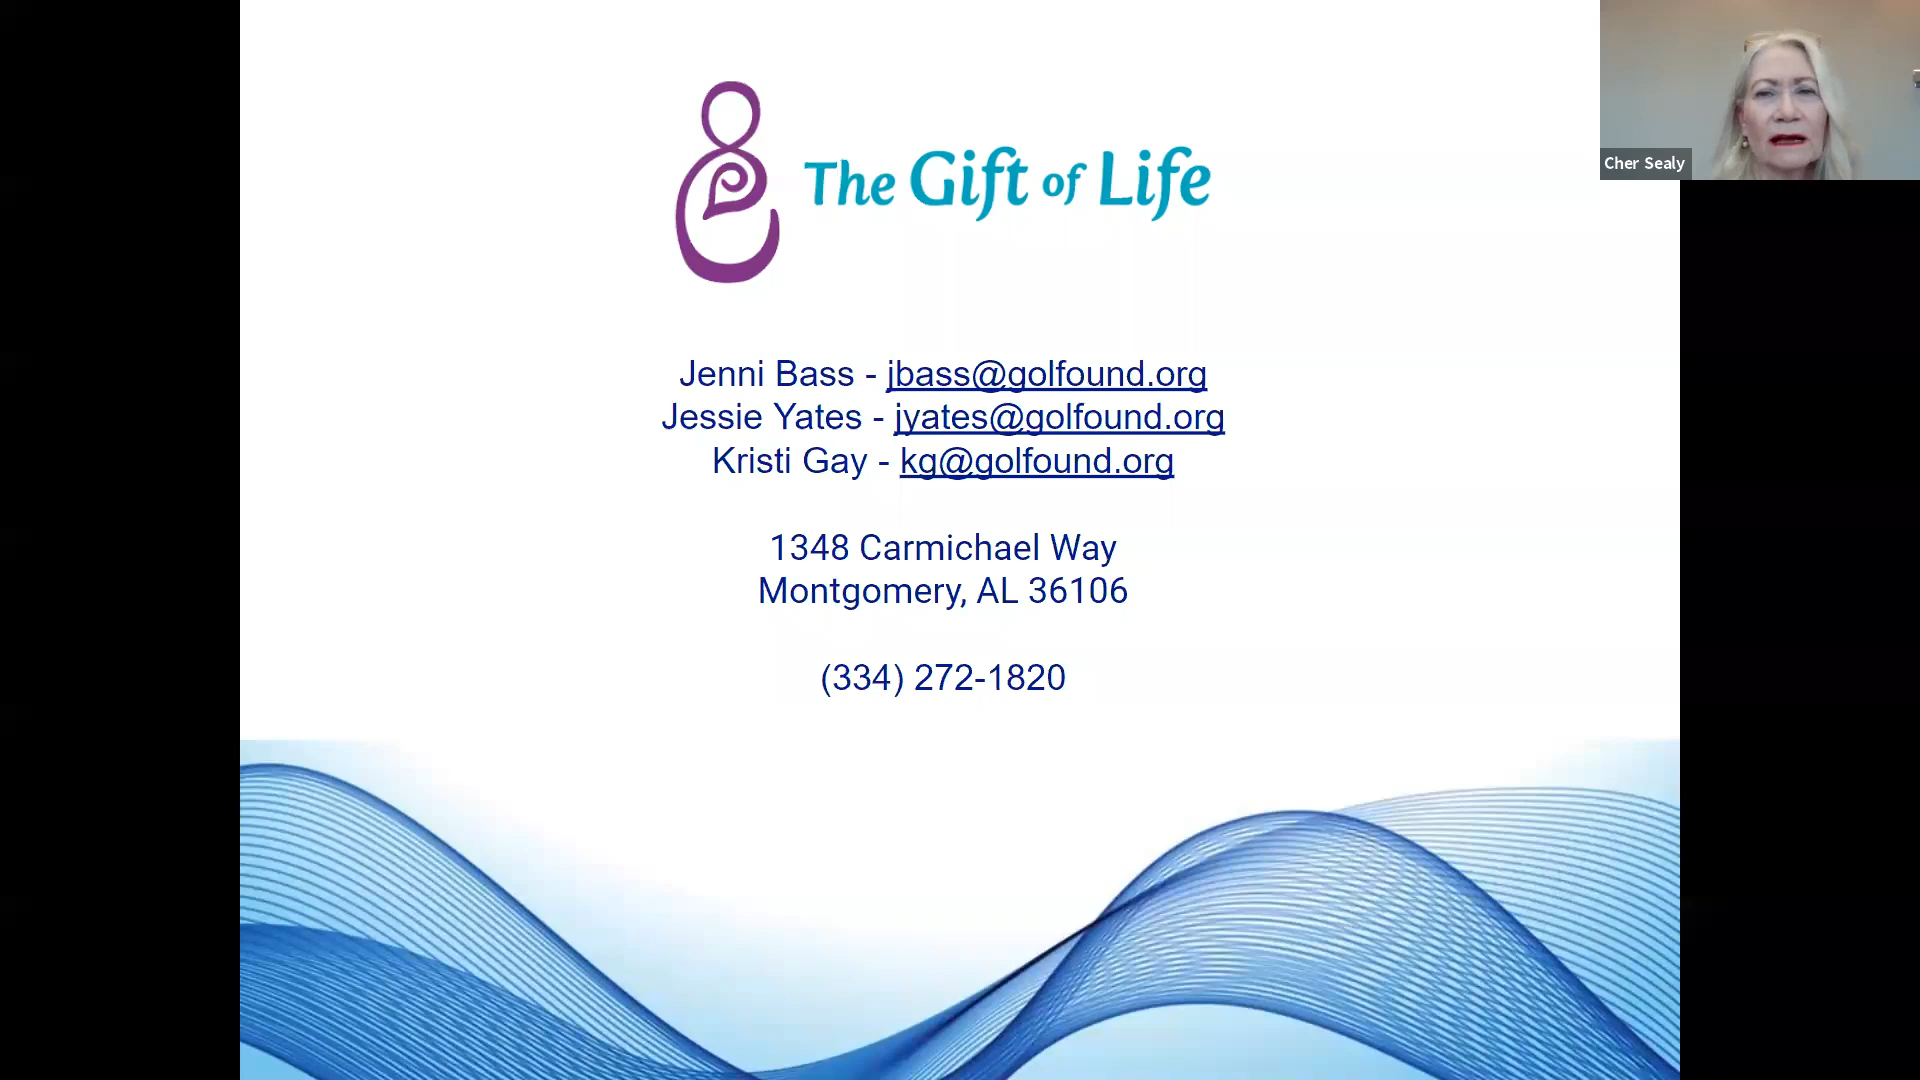 The Gift of Life
Cher Sealy
Jenni Bass - jbass@golfound.org
Jessie Yates - jyates@golfound.org
Kristi Gay - kg@golfound.org
1348 Carmichael Way
Montgomery, AL 36106
(334) 272-1820